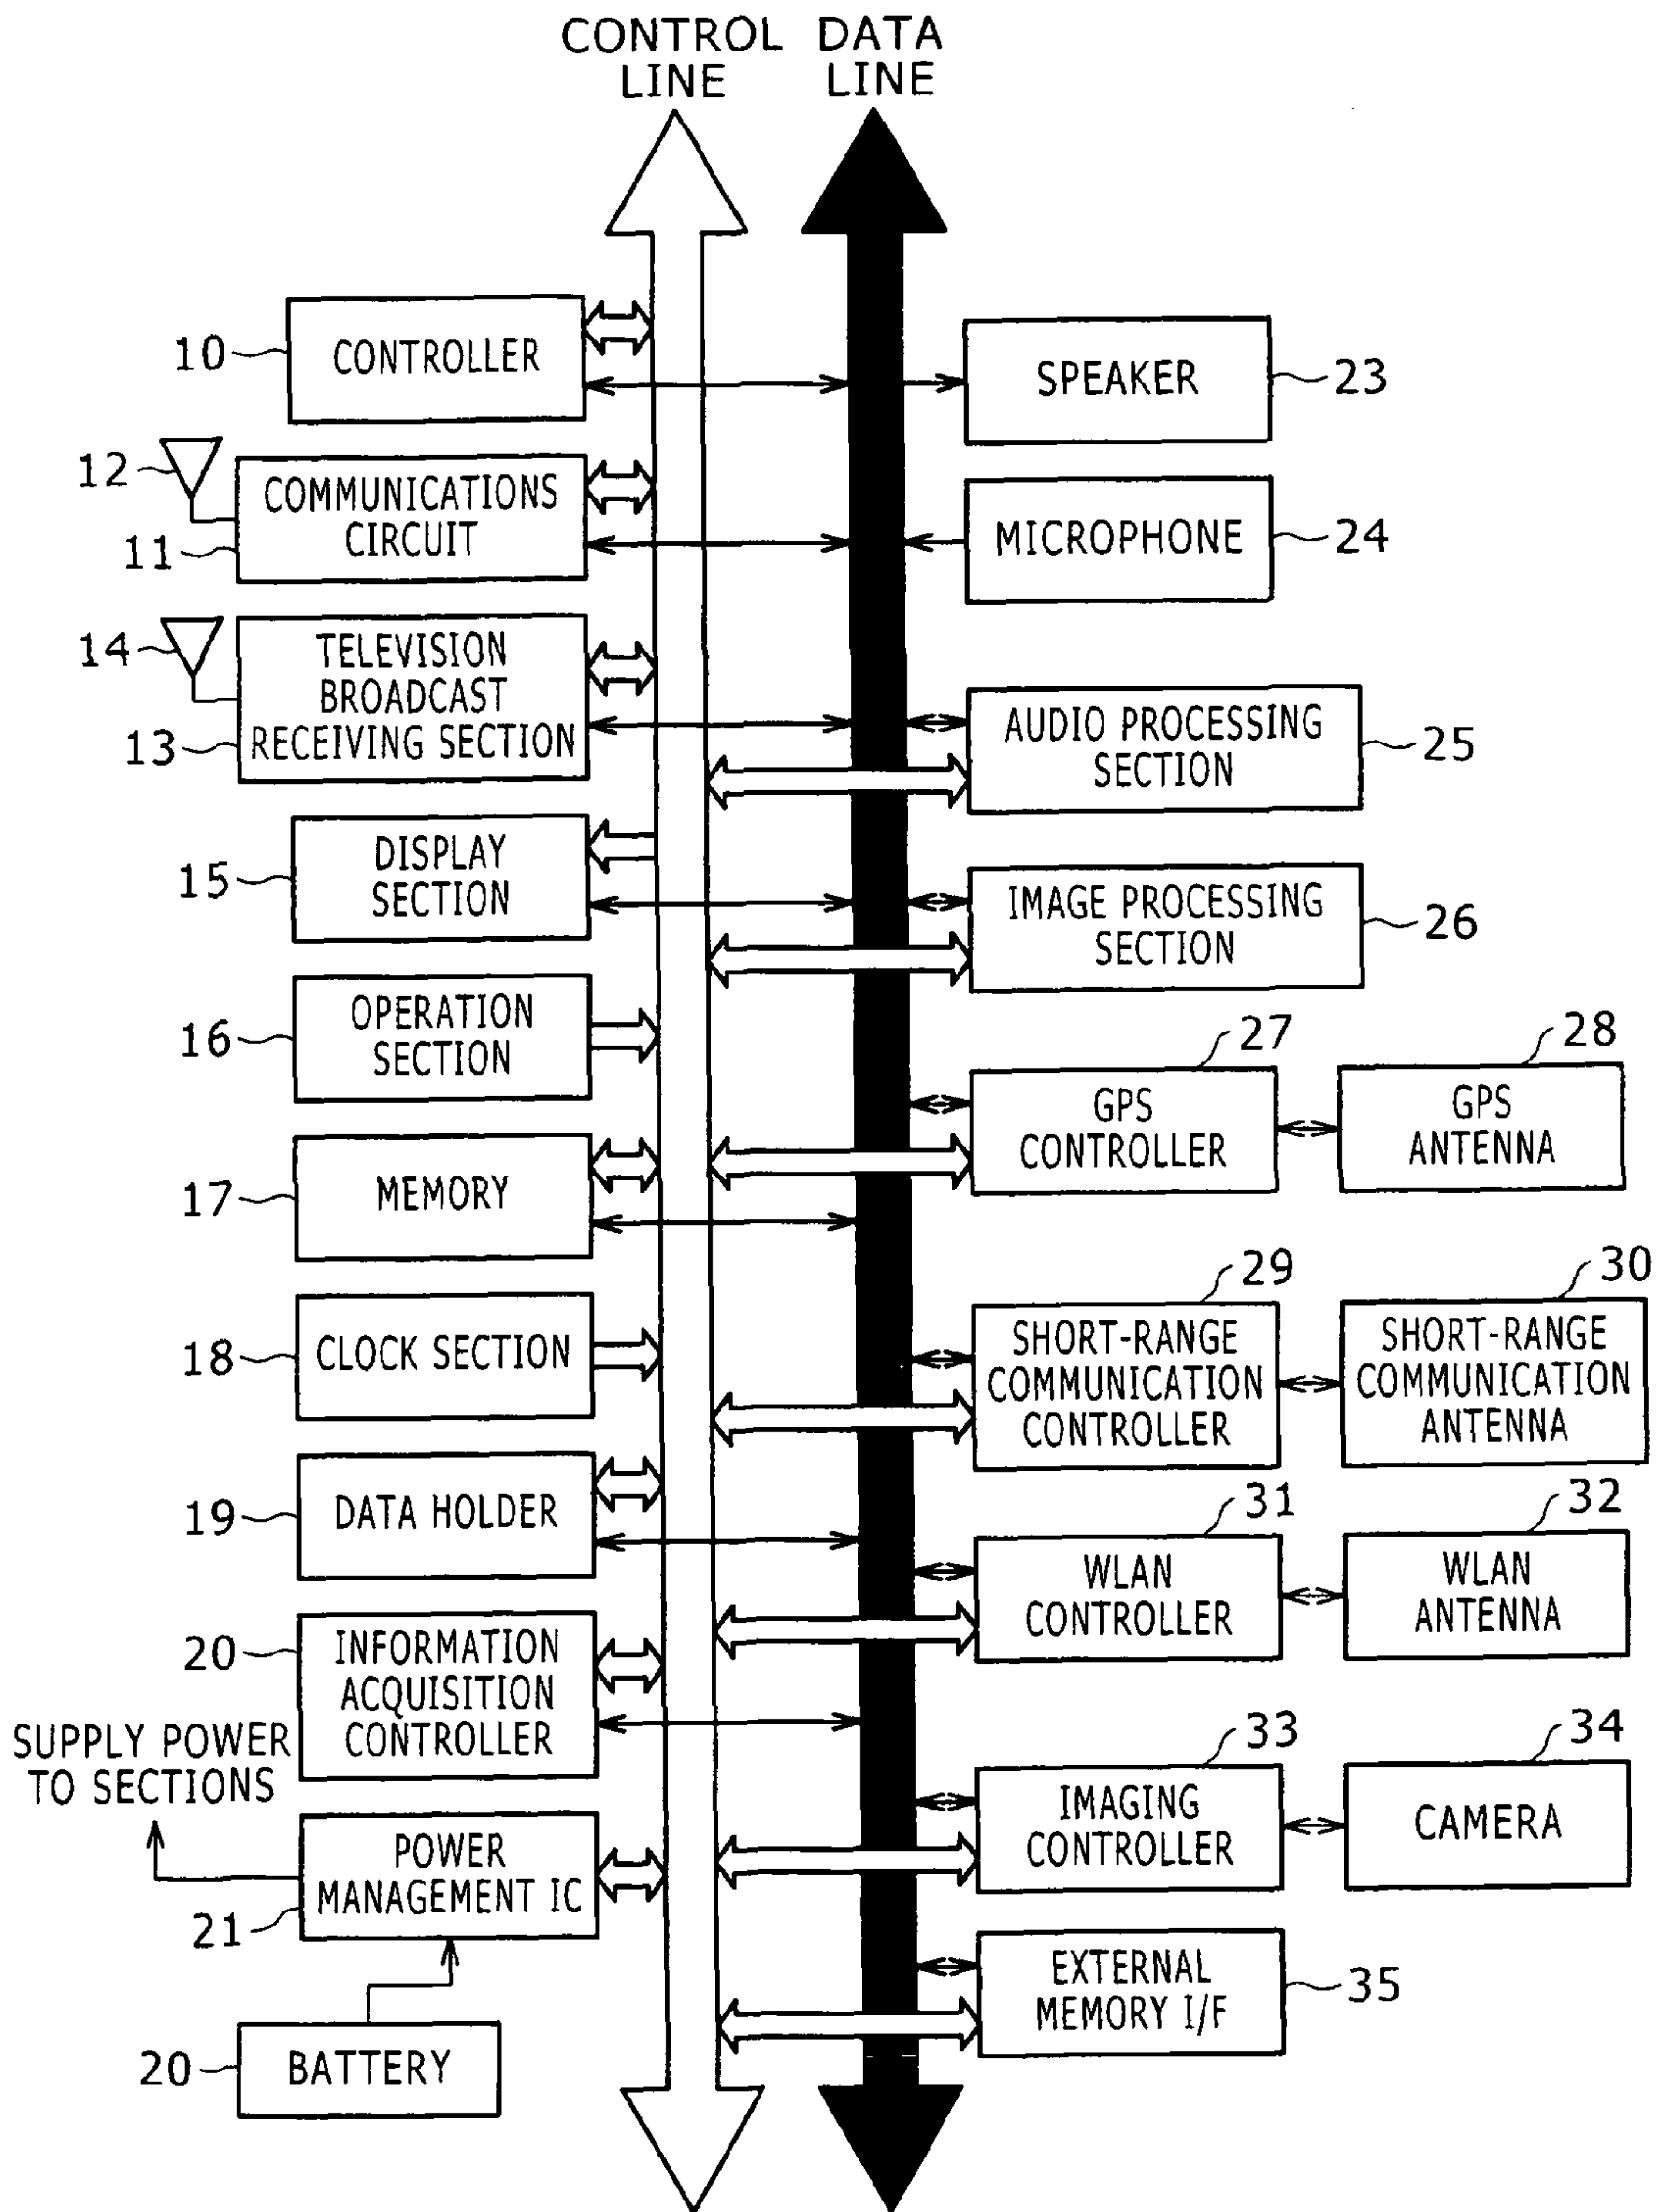 CONTROL LINE
DATA LINE
10
CONTROLLER
12
11
COMMUNICATIONS
CIRCUIT
14
13
TELEVISION
BROADCAST
RECEIVING SECTION
15
DISPLAY
SECTION
16
OPERATION
SECTION
17
MEMORY
18
CLOCK SECTION
19
DATA HOLDER
20
INFORMATION
ACQUISITION
CONTROLLER
SUPPLY POWER
TO SECTIONS
POWER
MANAGEMENT IC
21
20
BATTERY
SPEAKER
23
MICROPHONE
24
AUDIO PROCESSING
SECTION
25
IMAGE PROCESSING
SECTION
26
27
GPS
CONTROLLER
28
GPS
ANTENNA
29
SHORT-RANGE
COMMUNICATION
CONTROLLER
30
SHORT-RANGE
COMMUNICATION
ANTENNA
31
WLAN
CONTROLLER
32
WLAN
ANTENNA
33
IMAGING
CONTROLLER
34
CAMERA
EXTERNAL
MEMORY I/F
35